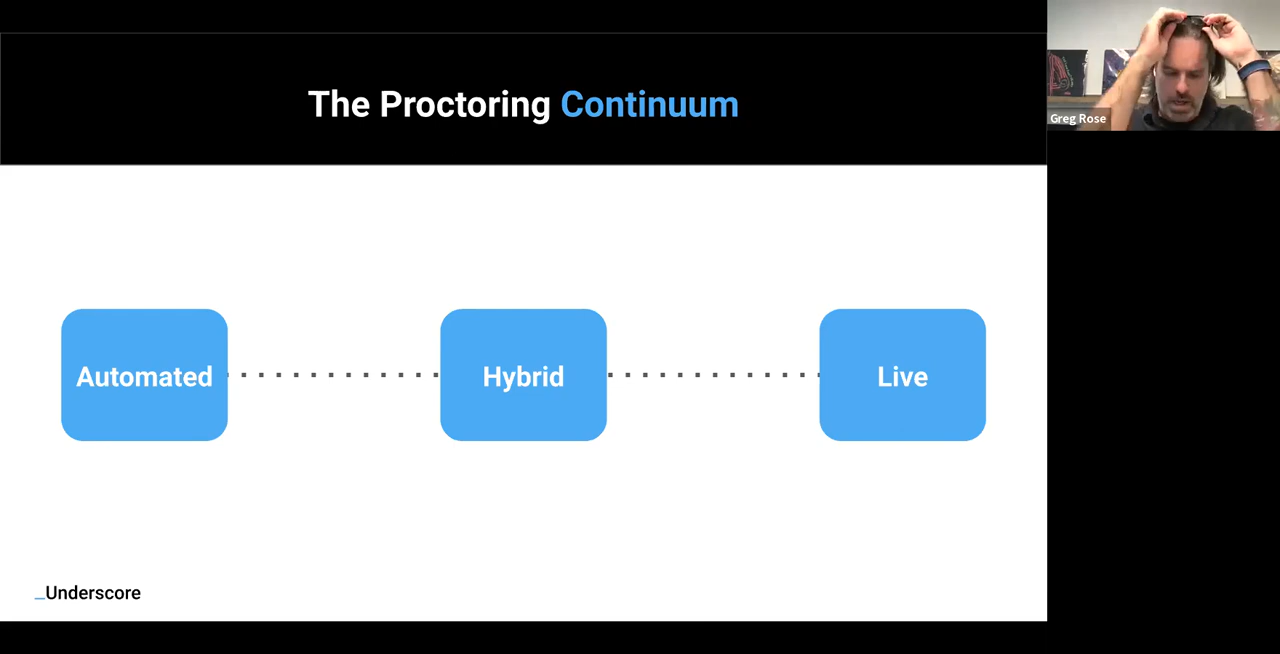 The Proctoring Continuum
Greg Rose
Automated
Hybrid
Live
_Underscore